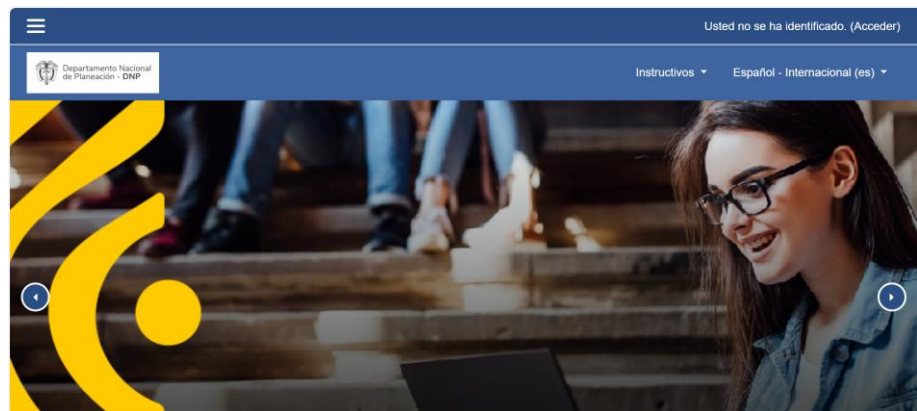 Usted no se ha identificado. (Acceder)
Departamento Nacional
de Planeación - DNP
Instructivos
Español - Internacional (es)